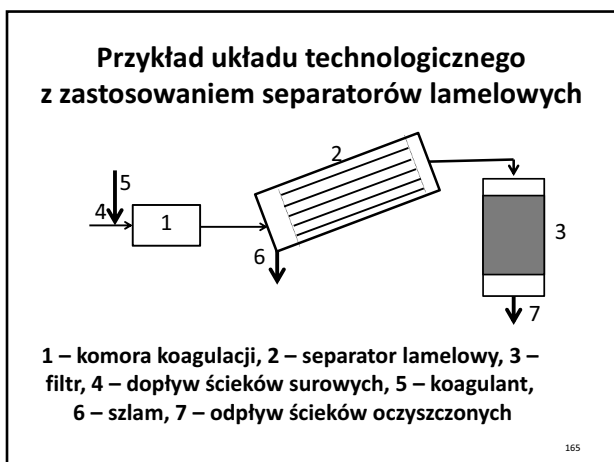 Przykład układu technologicznego
z zastosowaniem separatorów lamelowych
2
5
4
1
3
6
7
1 – komora koagulacji, 2 – separator lamelowy, 3 –
filtr, 4 – dopływ ścieków surowych, 5 – koagulant,
6 – szlam, 7 – odpływ ścieków oczyszczonych
165